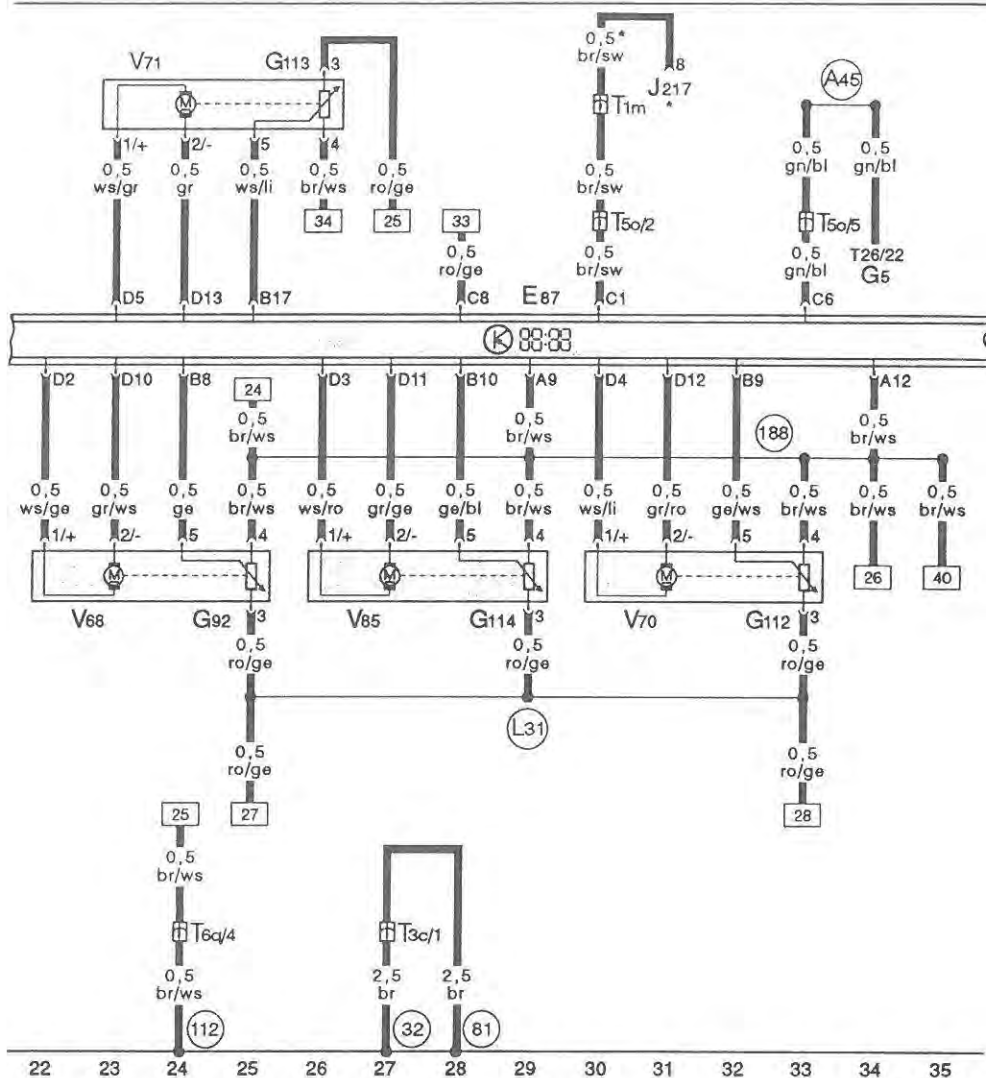 V71 G113 3 0,5* br/sw 8 J217 * A45
M T1m
1/+ 2/- 5 4
0,5 0,5 0,5 0,5 0,5 0,5 0,5 0,5
ws/gr gr ws/li br/ws ro/ge br/sw gn/bl gn/bl
34 25 33 T5o/2 T5o/5
0,5 0,5 0,5 T26/22
ro/ge br/sw gn/bl G5
D5 D13 B17 C8 E87 C1 C6
K 88:88
D2 D10 B8 24 D3 D11 B10 A9 D4 D12 B9 A12
0,5 0,5 188 0,5
br/ws br/ws br/ws
0,5 0,5 0,5 0,5 0,5 0,5 0,5 0,5 0,5 0,5 0,5 0,5 0,5 0,5
ws/ge gr/ws ge br/ws ws/ro gr/ge ge/bl br/ws ws/li gr/ro ge/ws br/ws br/ws br/ws
1/+ 2/- 5 4 1/+ 2/- 5 4 1/+ 2/- 5 4
M M M 26 40
V68 G92 3 V85 G114 3 V70 G112 3
0,5 0,5 0,5
ro/ge ro/ge ro/ge
L31
0,5 0,5
ro/ge ro/ge
25 27 28
0,5
br/ws
T6q/4 T3c/1
0,5 2,5 2,5
br/ws br br
112 32 81
22 23 24 25 26 27 28 29 30 31 32 33 34 35